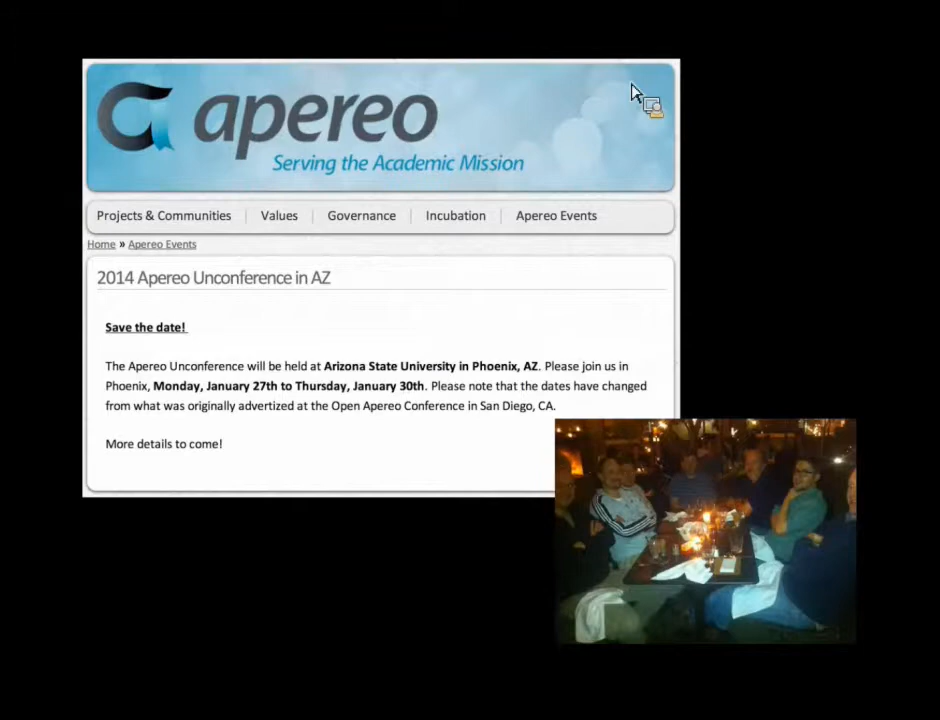 apereo
Serving the Academic Mission
Projects & Communities
Values
Governance
Incubation
Apereo Events
Home » Apereo Events
2014 Apereo Unconference in AZ
Save the date!
The Apereo Unconference will be held at Arizona State University in Phoenix, AZ. Please join us in
Phoenix, Monday, January 27th to Thursday, January 30th. Please note that the dates have changed
from what was originally advertized at the Open Apereo Conference in San Diego, CA.
More details to come!